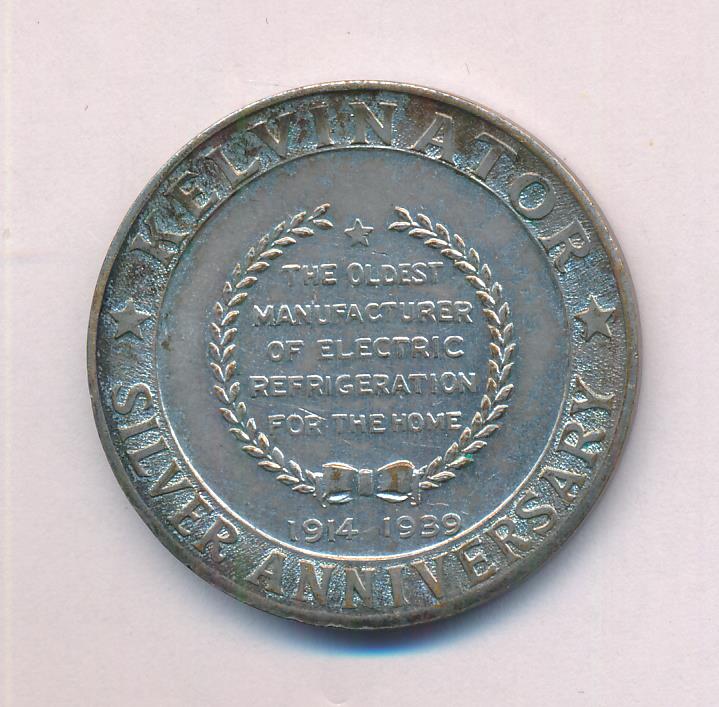 KELVINATOR
THE OLDEST
MANUFACTURER
OF ELECTRIC
REFRIGERATION
FOR THE HOME
1914 1939
SILVER ANNIVERSARY